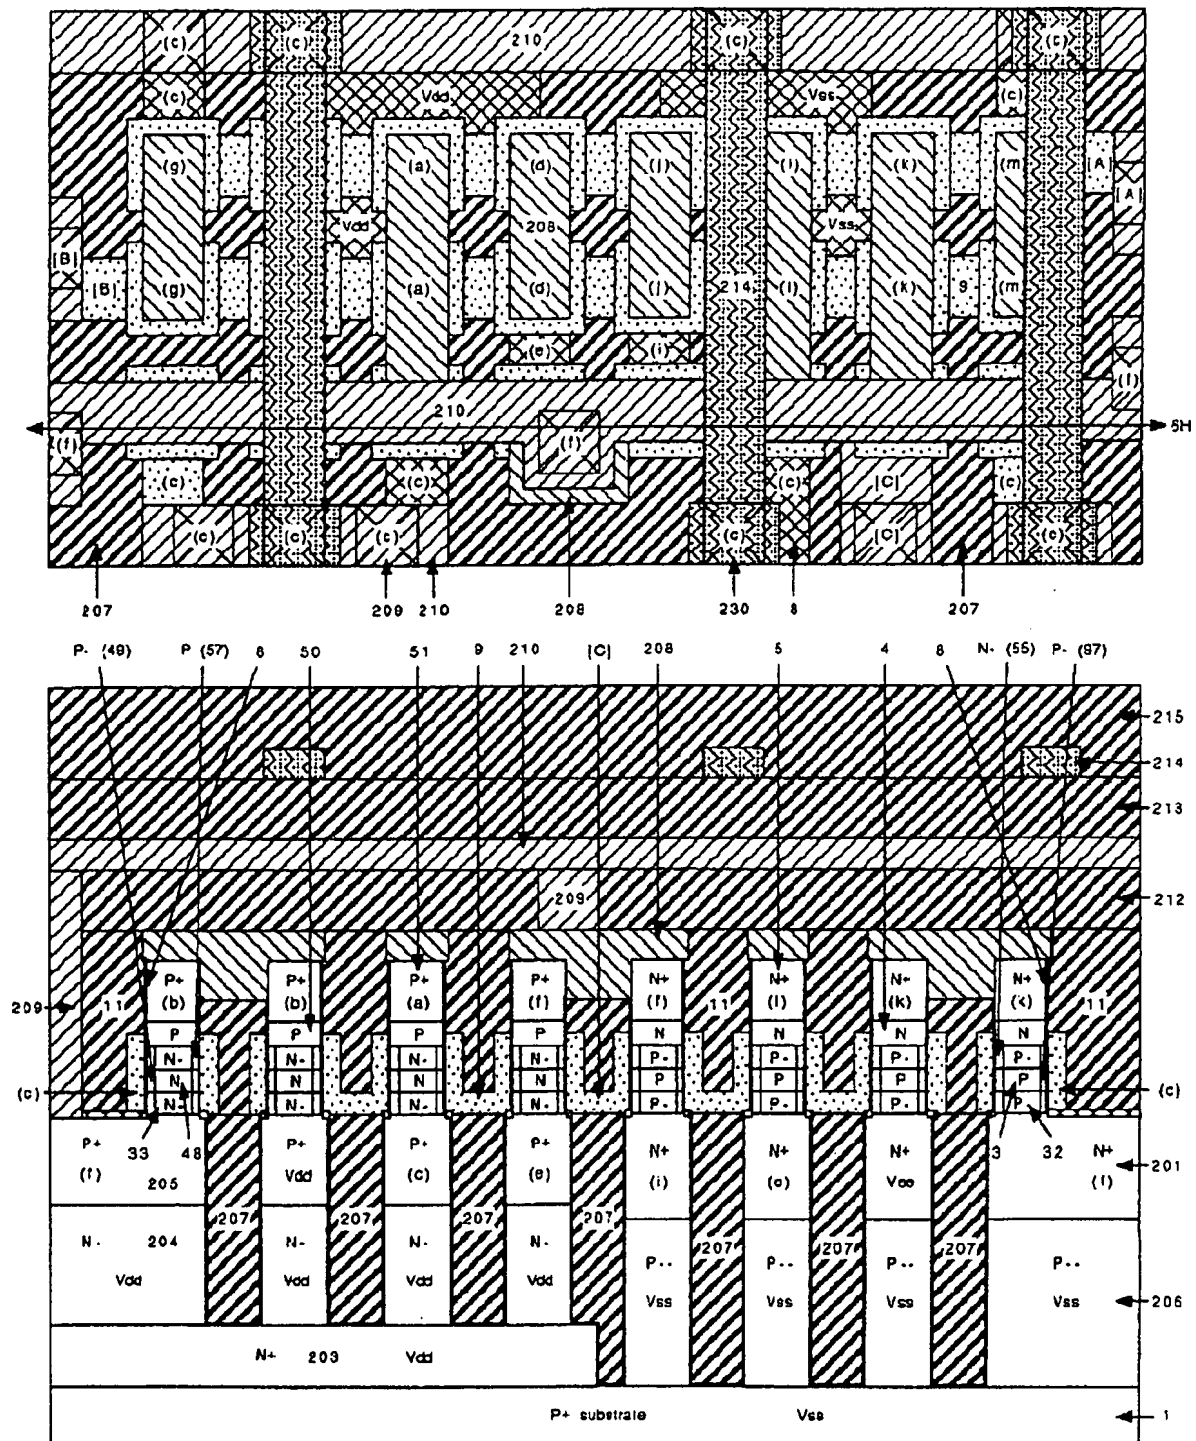 (c) (c) 210 (c) (c)
(c) Vdd Vss (c)
(g) (a) (d) (j) (l) (k) (m [A] [A]
Vdd 208 Vss
[B] [B] (g) (a) (d) (j) 214 (l) (k) 9 (m
(e) (i) (f)
210
(f) (f) 5H
(c) (c) (c) [C] (c)
(c) (c) (c) (c) [C] (c)
207 209 210 208 230 8 207
P- (49) P (57) 8 50 51 9 210 [C] 208 5 4 8 N- (55) P- (97)
215
214
213
209
212
P+ P+ P+ P+ N+ N+ N+ N+
209 11 (b) (b) (a) (f) (f) 11 (l) (k) (k) 11
P P P P N N N N
N- N- N- N- P- P- P- P-
N N N N P P P P
(c) N- N- N- N- P- P- P- P (c)
33 48 3 32
P+ P+ P+ P+ N+ N+ N+ N+ 201
(f) Vdd (c) (e) (i) (c) (f)
205
207 207 207 207 207 207 207
N- 204 N- N- N- P-- P-- P-- P--
Vdd Vdd Vdd Vdd Vss Vss Vss Vss 206
N+ 203 Vdd
P+ substrate Vss 1